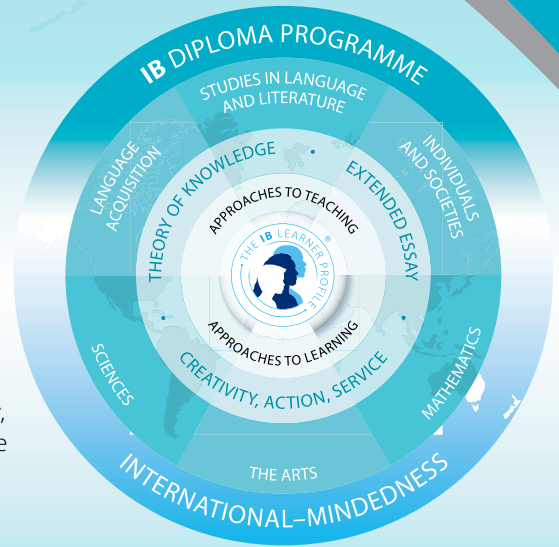 IB DIPLOMA PROGRAMME
STUDIES IN LANGUAGE
AND LITERATURE
LANGUAGE
ACQUISITION
INDIVIDUALS
AND SOCIETIES
THEORY OF KNOWLEDGE
EXTENDED ESSAY
APPROACHES TO TEACHING
THE IB LEARNER PROFILE ®
APPROACHES TO LEARNING
CREATIVITY, ACTION, SERVICE
SCIENCES
MATHEMATICS
THE ARTS
INTERNATIONAL–MINDEDNESS